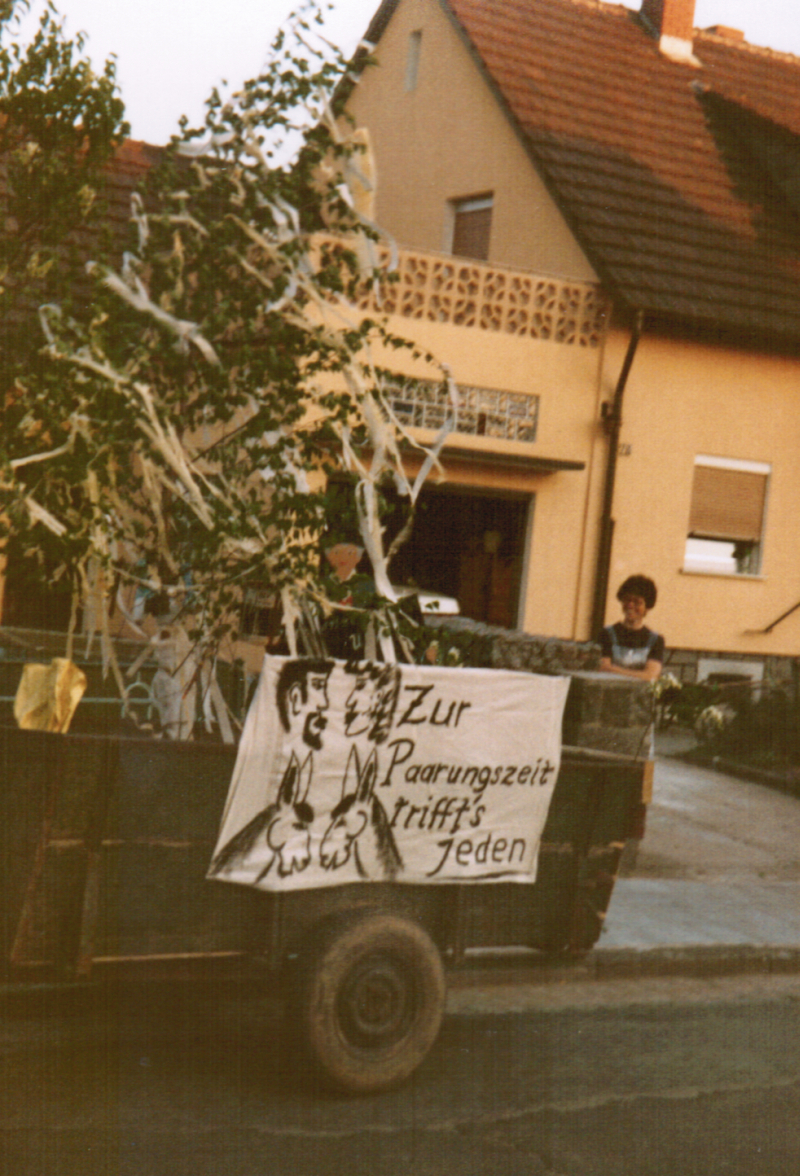 Zur
Paarungszeit
trifft's
jeden